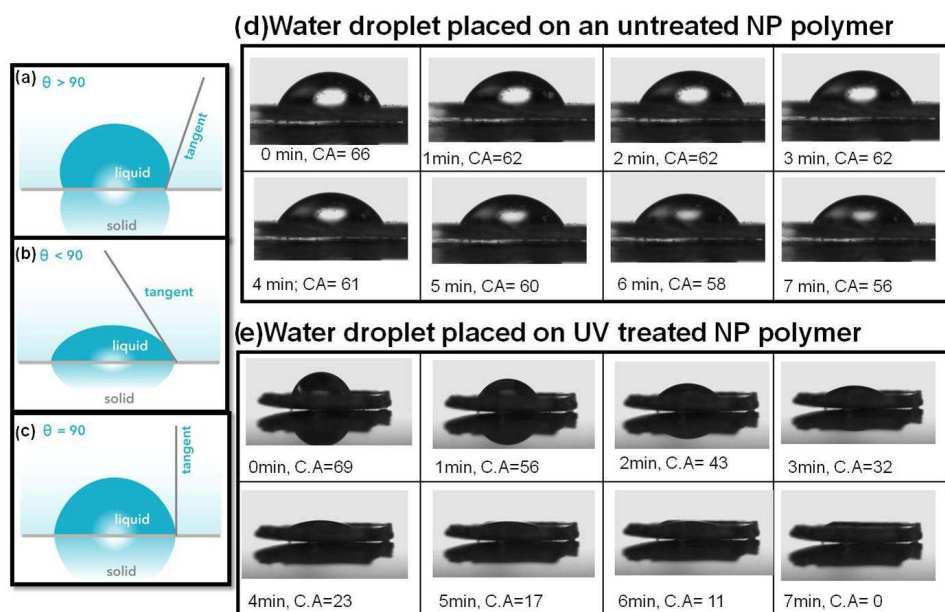 (a) θ > 90
tangent
liquid
solid
(b) θ < 90
tangent
liquid
solid
(c) θ = 90
tangent
liquid
solid
(d)Water droplet placed on an untreated NP polymer
0 min, CA= 66
1min, CA=62
2 min, CA=62
3 min, CA= 62
4 min; CA= 61
5 min, CA= 60
6 min, CA= 58
7 min, CA= 56
(e)Water droplet placed on UV treated NP polymer
0min, C.A=69
1min, C.A=56
2min, C.A= 43
3min, C.A=32
4min, C.A=23
5min, C.A=17
6min, C.A= 11
7min, C.A= 0